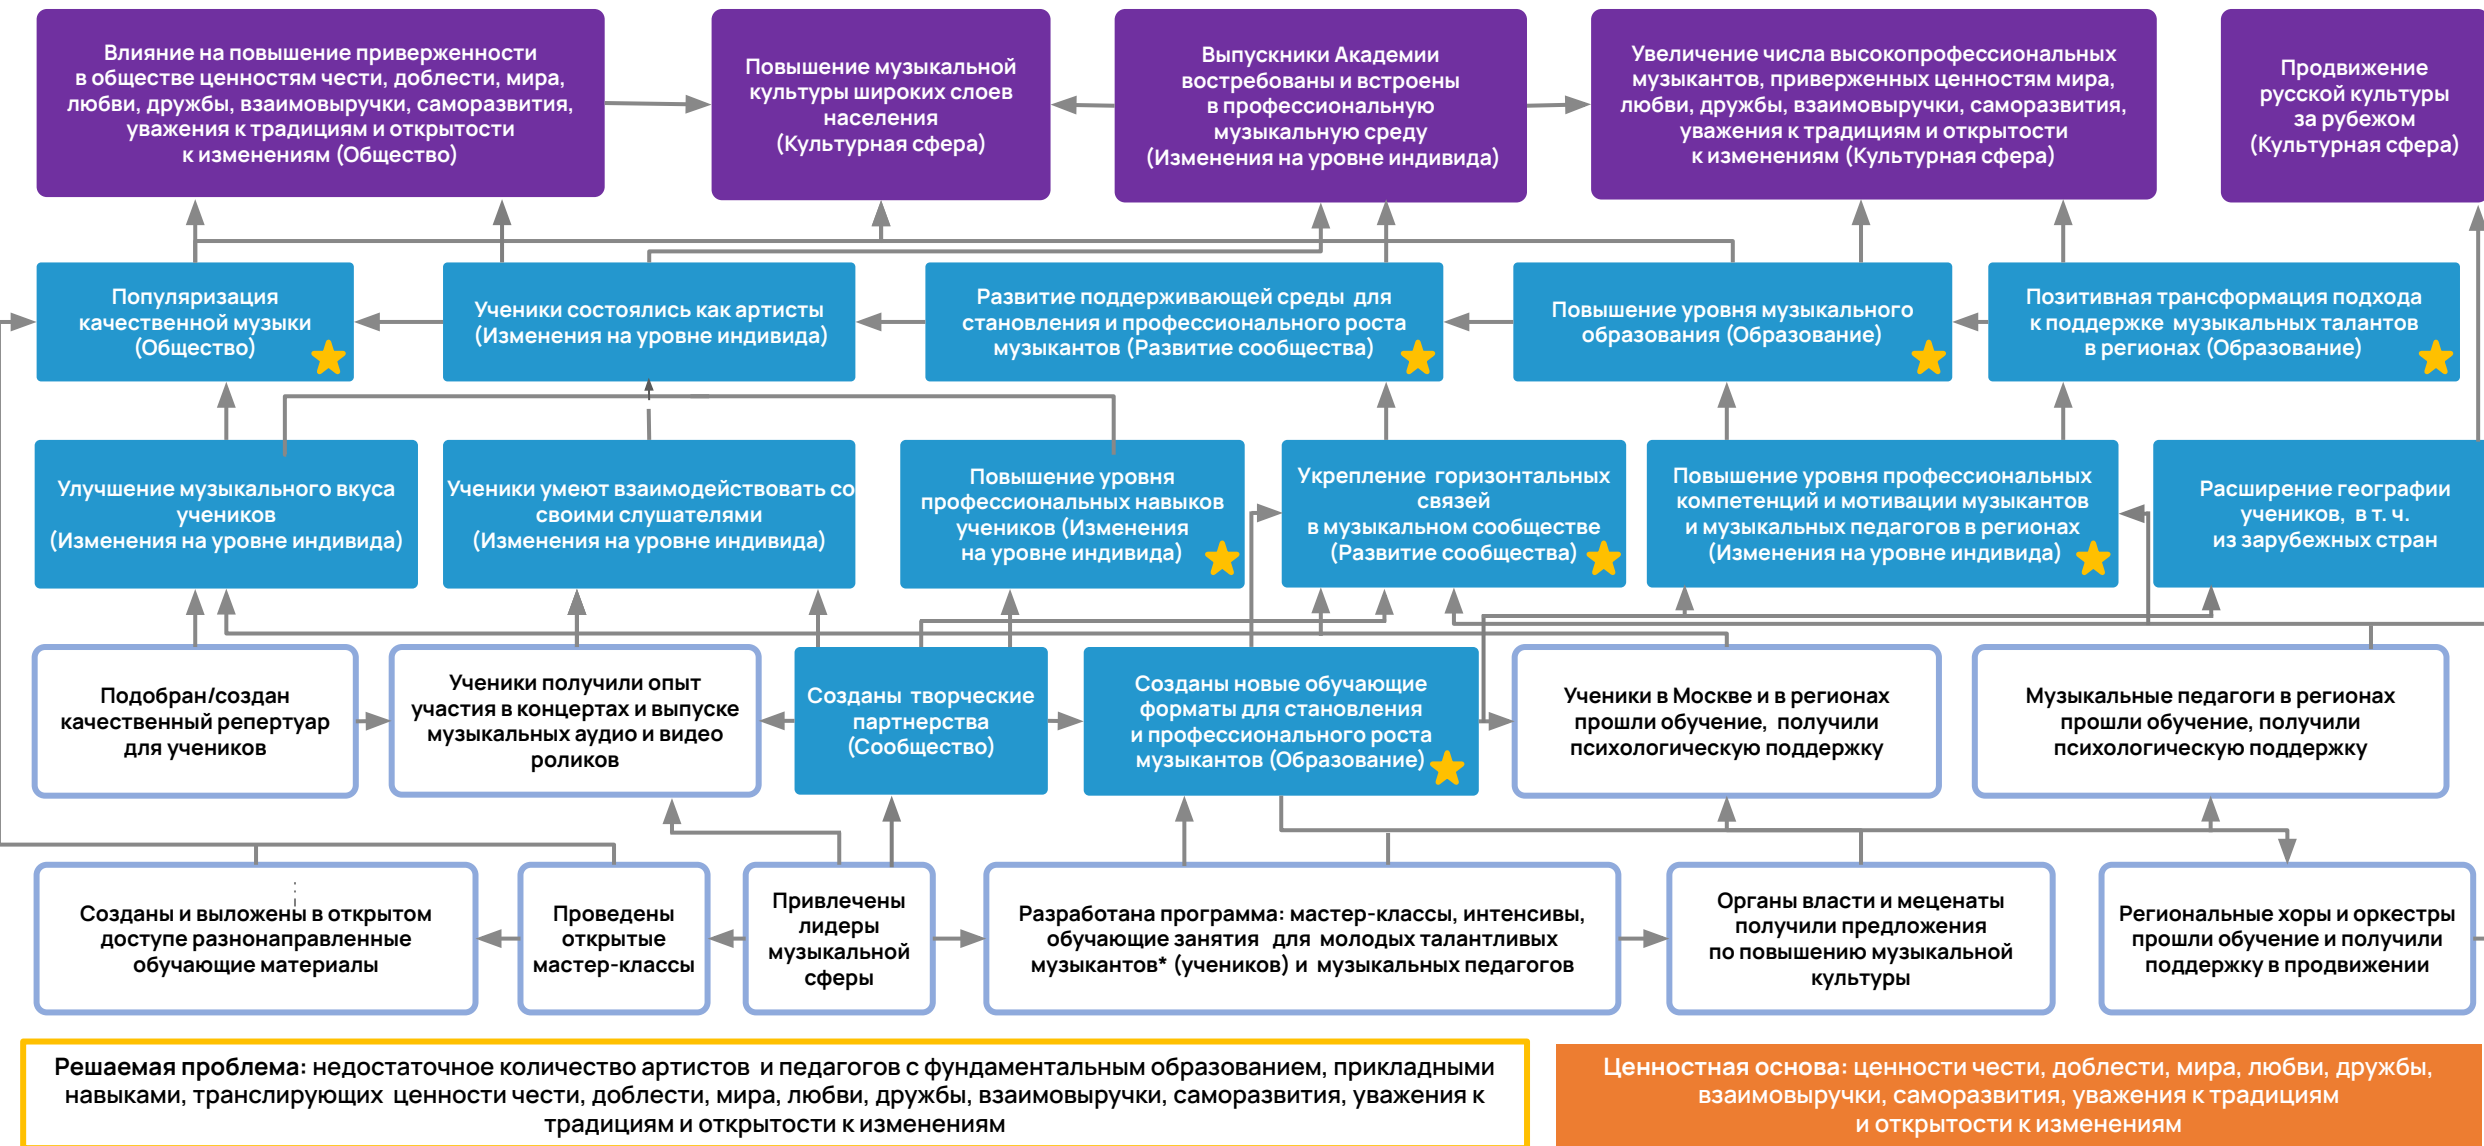 Влияние на повышение приверженности
в обществе ценностям чести, доблести, мира,
любви, дружбы, взаимовыручки, саморазвития,
уважения к традициям и открытости
к изменениям (Общество)
Повышение музыкальной
культуры широких слоев
населения
(Культурная сфера)
Выпускники Академии
востребованы и встроены
в профессиональную
музыкальную среду
(Изменения на уровне индивида)
Увеличение числа высокопрофессиональных
музыкантов, приверженных ценностям мира,
любви, дружбы, взаимовыручки, саморазвития,
уважения к традициям и открытости
к изменениям (Культурная сфера)
Продвижение
русской культуры
за рубежом
(Культурная сфера)
Популяризация
качественной музыки
(Общество)
Ученики состоялись как артисты
(Изменения на уровне индивида)
Развитие поддерживающей среды для
становления и профессионального роста
музыкантов (Развитие сообщества)
Повышение уровня музыкального
образования (Образование)
Позитивная трансформация подхода
к поддержке музыкальных талантов
в регионах (Образование)
Улучшение музыкального вкуса
учеников
(Изменения на уровне индивида)
Ученики умеют взаимодействовать со
своими слушателями
(Изменения на уровне индивида)
Повышение уровня
профессиональных навыков
учеников (Изменения
на уровне индивида)
Укрепление горизонтальных
связей
в музыкальном сообществе
(Развитие сообщества)
Повышение уровня профессиональных
компетенций и мотивации музыкантов
и музыкальных педагогов в регионах
(Изменения на уровне индивида)
Расширение географии
учеников, в т. ч.
из зарубежных стран
Подобран/создан
качественный репертуар
для учеников
Ученики получили опыт
участия в концертах и выпуске
музыкальных аудио и видео
роликов
Созданы творческие
партнерства
(Сообщество)
Созданы новые обучающие
форматы для становления
и профессионального роста
музыкантов (Образование)
Ученики в Москве и в регионах
прошли обучение, получили
психологическую поддержку
Музыкальные педагоги в регионах
прошли обучение, получили
психологическую поддержку
Созданы и выложены в открытом
доступе разнонаправленные
обучающие материалы
Проведены
открытые
мастер-классы
Привлечены
лидеры
музыкальной
сферы
Разработана программа: мастер-классы, интенсивы,
обучающие занятия для молодых талантливых
музыкантов* (учеников) и музыкальных педагогов
Органы власти и меценаты
получили предложения
по повышению музыкальной
культуры
Региональные хоры и оркестры
прошли обучение и получили
поддержку в продвижении
Решаемая проблема: недостаточное количество артистов и педагогов с фундаментальным образованием, прикладными
навыками, транслирующих ценности чести, доблести, мира, любви, дружбы, взаимовыручки, саморазвития, уважения к
традициям и открытости к изменениям
Ценностная основа: ценности чести, доблести, мира, любви, дружбы,
взаимовыручки, саморазвития, уважения к традициям
и открытости к изменениям